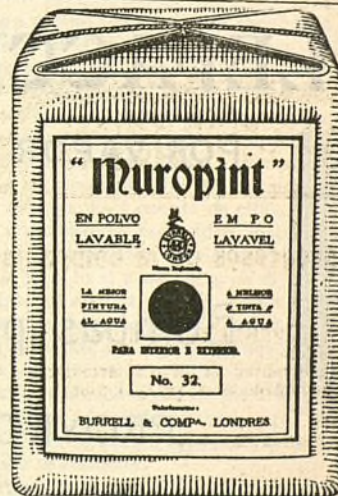 "Muropint"
EN POLVO EM PO
LAVABLE LAVAVEL
LA MEJOR A MELHOR
PINTURA TINTA
AL AGUA A AGUA
PARA INTERIOR E EXTERIOR.
No. 32.
BURRELL & COMPA. LONDRES